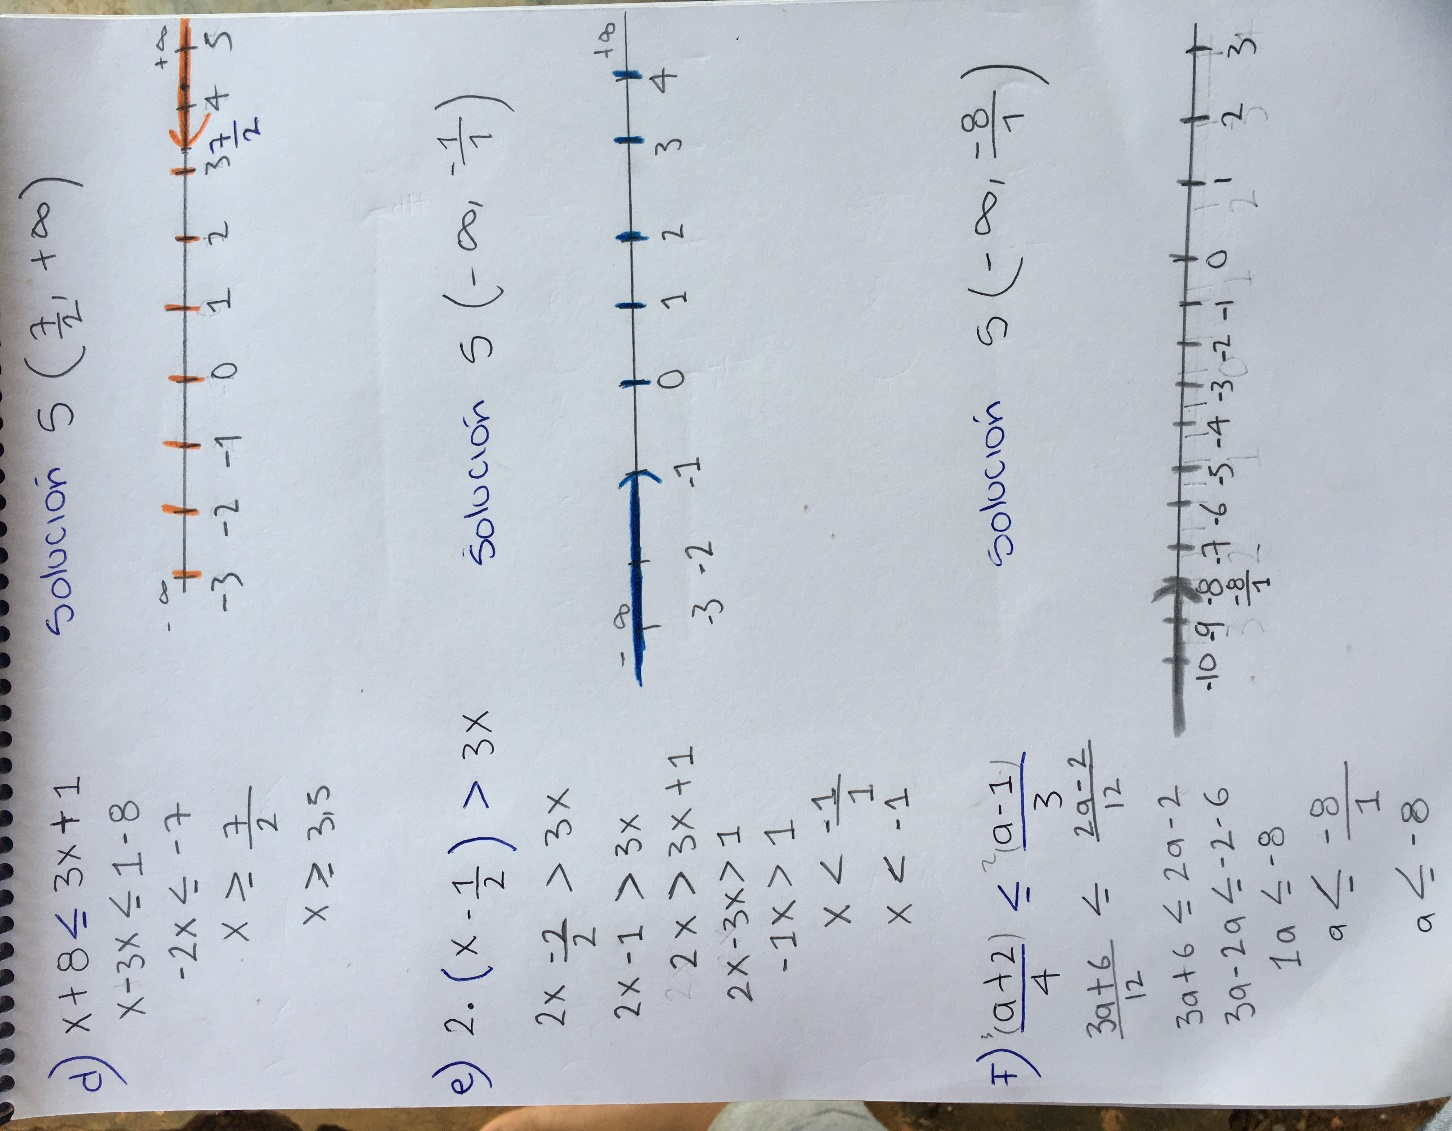 d) x+8≤3x+1
x-3x≤1-8
-2x≤-7
x≥7/2
x≥3,5
Solución S(7/2, +∞)
-∞ +∞
-3 -2 -1 0 1 2 3 7/2 4 5
e) 2.(x-1/2)>3x
2x-2/2>3x
2x-1>3x
2x>3x+1
2x-3x>1
-1x>1
x<-1/1
x<-1
Solución S(-∞, -1/1)
-∞ +∞
-3 -2 -1 0 1 2 3 4
F) 3(a+2)/4 ≤ 2(a-1)/3
3a+6/12 ≤ 2a-2/12
3a+6≤2a-2
3a-2a≤-2-6
1a≤-8
a≤-8/1
a≤-8
Solución S(-∞, -8/1)
-10 -9 -8 -7 -6 -5 -4 -3 -2 -1 0 1 2 3
-8/1